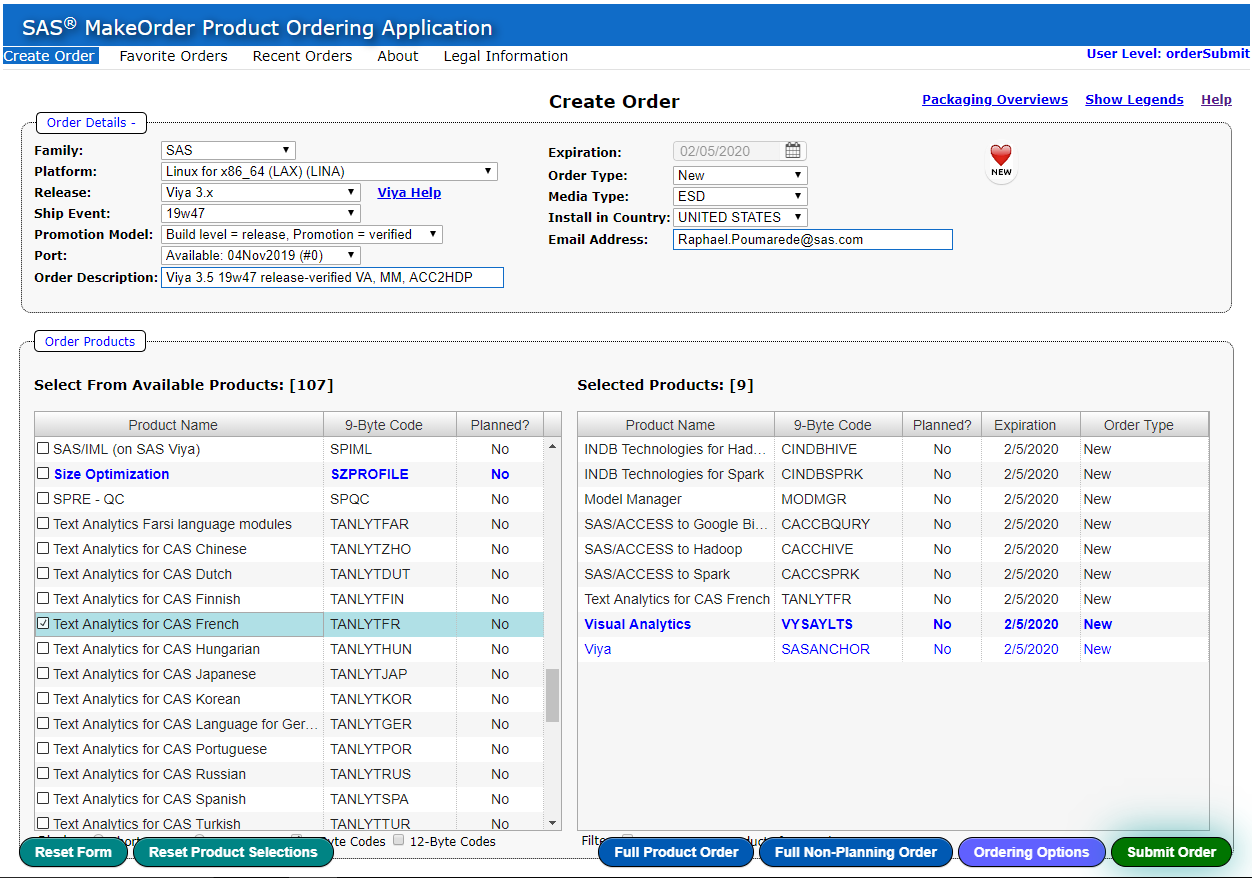 SAS® MakeOrder Product Ordering Application
Create Order Favorite Orders Recent Orders About Legal Information User Level: orderSubmit
Create Order Packaging Overviews Show Legends Help
Order Details -
Family: SAS Expiration: 02/05/2020
Platform: Linux for x86_64 (LAX) (LINA) Order Type: New NEW
Release: Viya 3.x Viya Help Media Type: ESD
Ship Event: 19w47 Install in Country: UNITED STATES
Promotion Model: Build level = release, Promotion = verified Email Address: Raphael.Poumarede@sas.com
Port: Available: 04Nov2019 (#0)
Order Description: Viya 3.5 19w47 release-verified VA, MM, ACC2HDP
Order Products
Select From Available Products: [107] Selected Products: [9]
Product Name 9-Byte Code Planned? Product Name 9-Byte Code Planned? Expiration Order Type
SAS/IML (on SAS Viya) SPIML No INDB Technologies for Had... CINDBHIVE No 2/5/2020 New
Size Optimization SZPROFILE No INDB Technologies for Spark CINDBSPRK No 2/5/2020 New
SPRE - QC SPQC No Model Manager MODMGR No 2/5/2020 New
Text Analytics Farsi language modules TANLYTFAR No SAS/ACCESS to Google Bi... CACCBQURY No 2/5/2020 New
Text Analytics for CAS Chinese TANLYTZHO No SAS/ACCESS to Hadoop CACCHIVE No 2/5/2020 New
Text Analytics for CAS Dutch TANLYTDUT No SAS/ACCESS to Spark CACCSPRK No 2/5/2020 New
Text Analytics for CAS Finnish TANLYTFIN No Text Analytics for CAS French TANLYTFR No 2/5/2020 New
Text Analytics for CAS French TANLYTFR No Visual Analytics VYSAYLTS No 2/5/2020 New
Text Analytics for CAS Hungarian TANLYTHUN No Viya SASANCHOR No 2/5/2020 New
Text Analytics for CAS Japanese TANLYTJAP No
Text Analytics for CAS Korean TANLYTKOR No
Text Analytics for CAS Language for Ger... TANLYTGER No
Text Analytics for CAS Portuguese TANLYTPOR No
Text Analytics for CAS Russian TANLYTRUS No
Text Analytics for CAS Spanish TANLYTSPA No
Text Analytics for CAS Turkish TANLYTTUR No
Codes 12-Byte Codes
Reset Form Reset Product Selections Full Product Order Full Non-Planning Order Ordering Options Submit Order